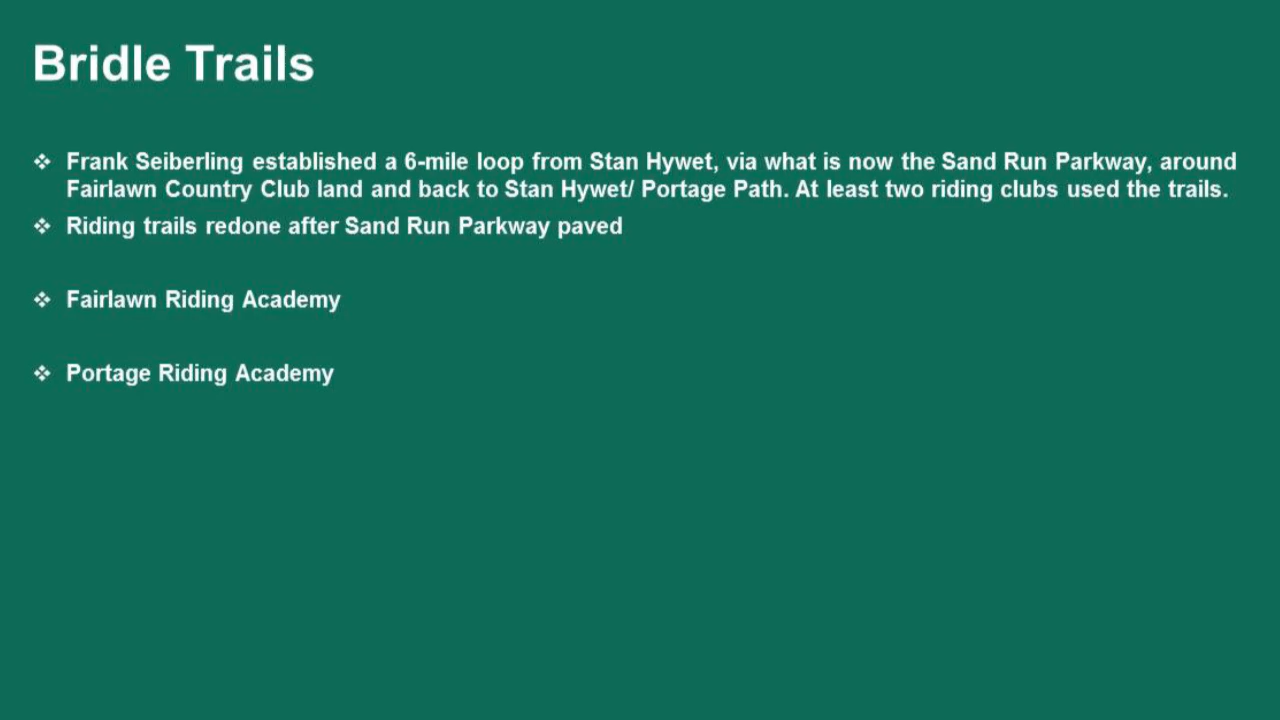 Bridle Trails
❖ Frank Seiberling established a 6-mile loop from Stan Hywet, via what is now the Sand Run Parkway, around
Fairlawn Country Club land and back to Stan Hywet/ Portage Path. At least two riding clubs used the trails.
❖ Riding trails redone after Sand Run Parkway paved
❖ Fairlawn Riding Academy
❖ Portage Riding Academy